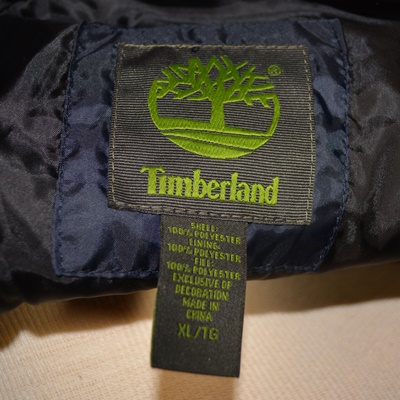 ®
Timberland
SHELL:
100% POLYESTER
LINING:
100% POLYESTER
FILL:
100% POLYESTER
EXCLUSIVE OF
DECORATION
MADE IN
CHINA
XL/TG